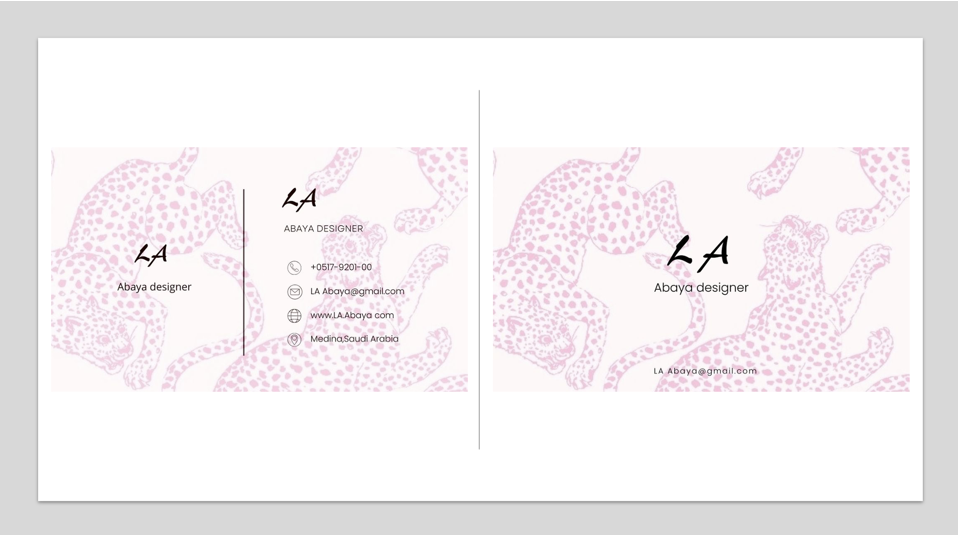 LA
Abaya designer
LA
ABAYA DESIGNER
+0517-9201-00
LA Abaya@gmail.com
www.LA.Abaya com
Medina,Saudi Arabia
LA
Abaya designer
LA Abaya@gmail.com